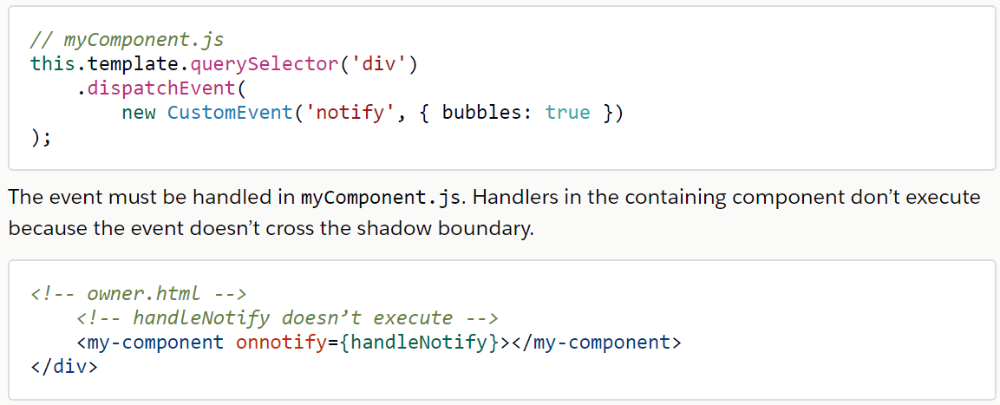 // myComponent.js
this.template.querySelector('div')
    .dispatchEvent(
        new CustomEvent('notify', { bubbles: true })
);
The event must be handled in myComponent.js. Handlers in the containing component don’t execute
because the event doesn’t cross the shadow boundary.
<!-- owner.html -->
    <!-- handleNotify doesn’t execute -->
    <my-component onnotify={handleNotify}></my-component>
</div>